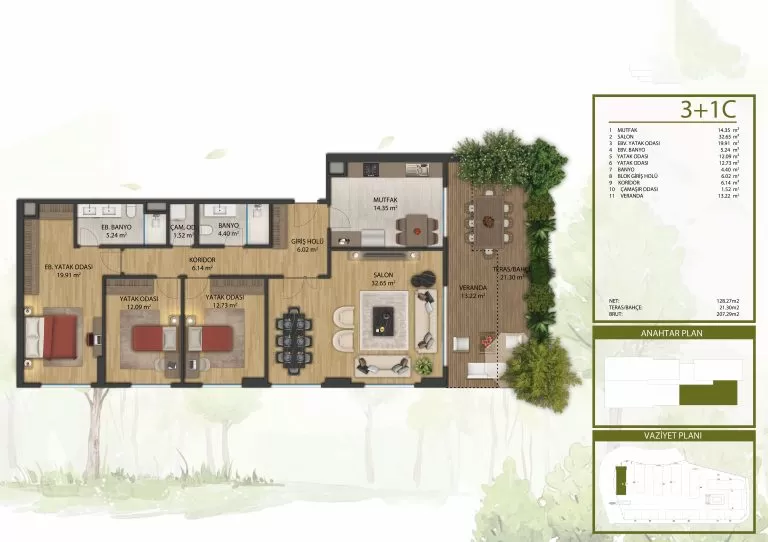 MUTFAK
14.35 m²
EB. BANYO
5.24 m²
ÇAM. OD.
1.52 m²
BANYO
4.40 m²
GİRİŞ HOLÜ
6.02 m²
KORİDOR
6.14 m²
EB. YATAK ODASI
19.91 m²
YATAK ODASI
12.09 m²
YATAK ODASI
12.73 m²
SALON
32.65 m²
VERANDA
13.22 m²
TERAS/BAHÇE
21.30 m²
3+1C
1 MUTFAK 14.35 m²
2 SALON 32.65 m²
3 EBV. YATAK ODASI 19.91 m²
4 EBV. BANYO 5.24 m²
5 YATAK ODASI 12.09 m²
6 YATAK ODASI 12.73 m²
7 BANYO 4.40 m²
8 BLOK GİRİŞ HOLÜ 6.02 m²
9 KORİDOR 6.14 m²
10 ÇAMAŞIR ODASI 1.52 m²
11 VERANDA 13.22 m²
NET: 128.27m2
TERAS/BAHÇE: 21.30m2
BRUT: 207.29m2
ANAHTAR PLAN
VAZİYET PLANI